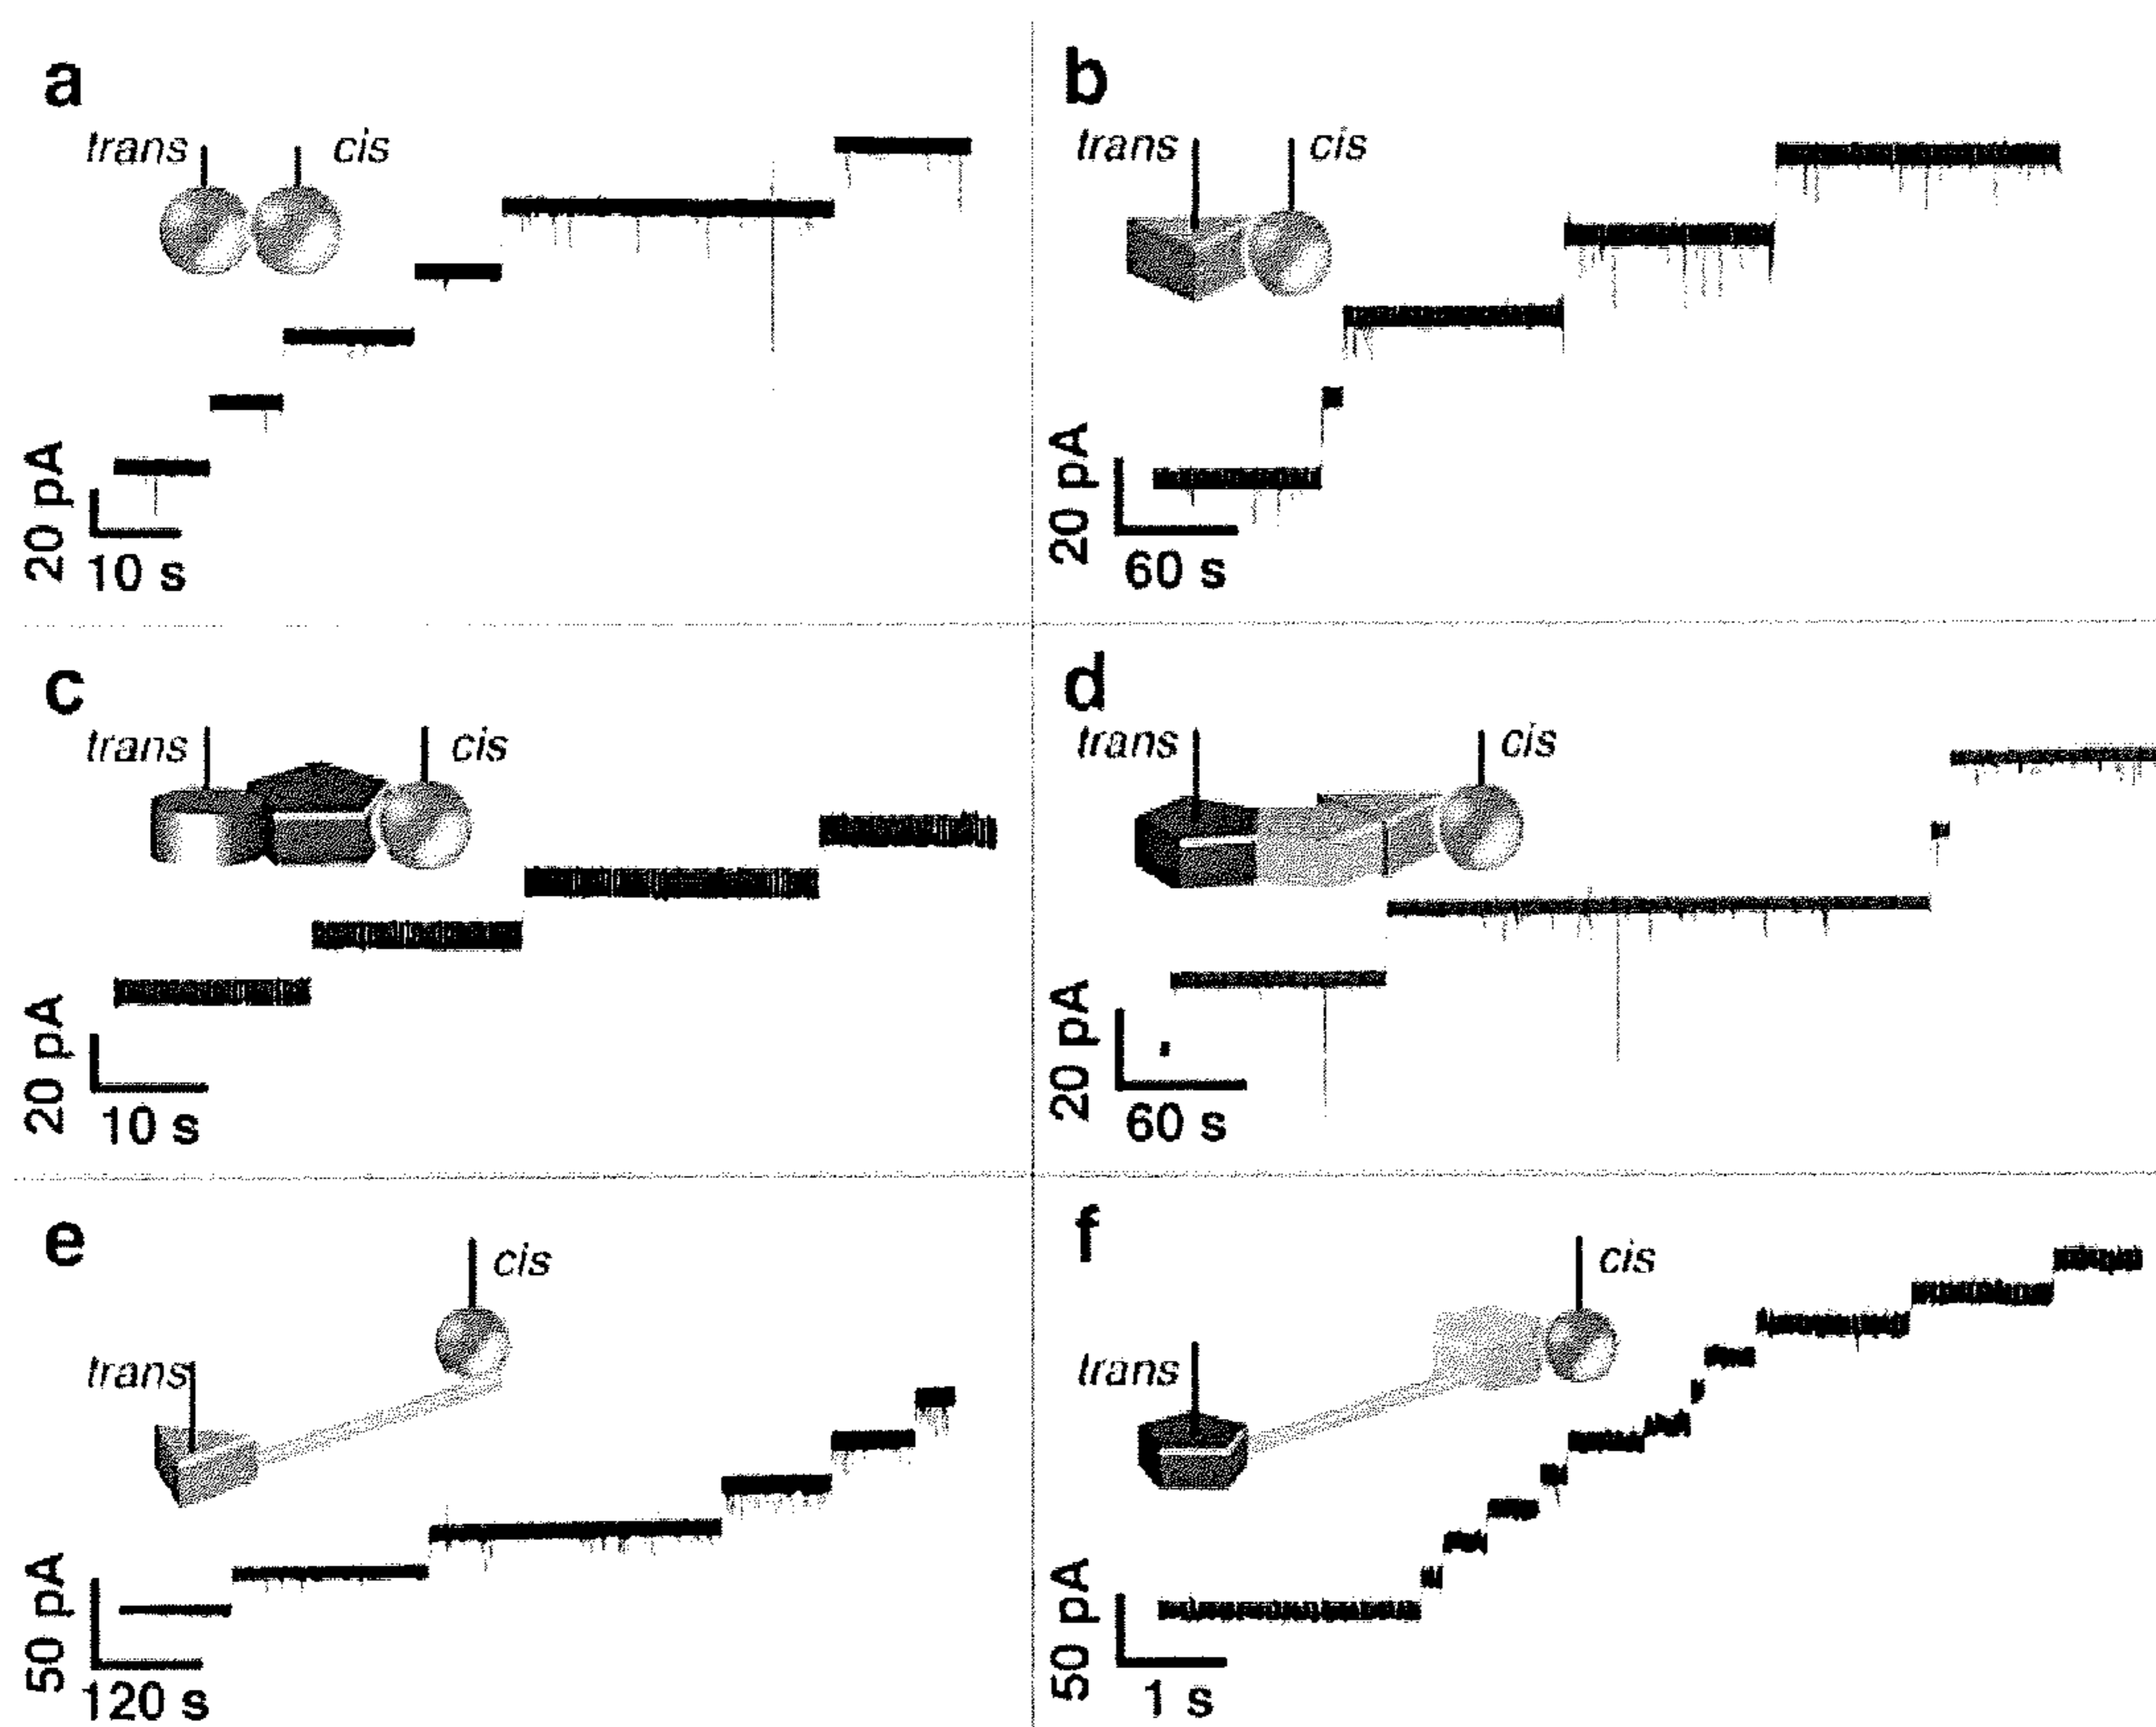 a
trans cis
20 pA
10 s
b
trans cis
20 pA
60 s
c
trans cis
20 pA
10 s
d
trans cis
20 pA
60 s
e
cis
trans
50 pA
120 s
f
cis
trans
50 pA
1 s